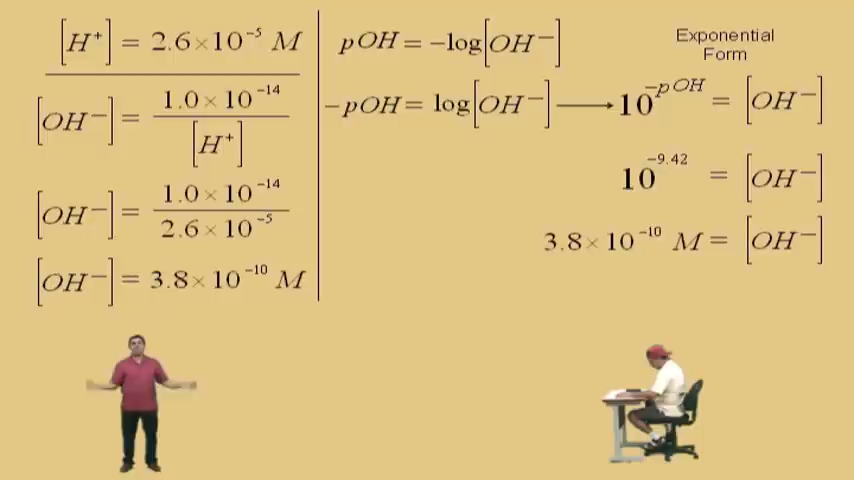 [H⁺] = 2.6×10⁻⁵ M
[OH⁻] = 1.0×10⁻¹⁴ / [H⁺]
[OH⁻] = 1.0×10⁻¹⁴ / 2.6×10⁻⁵
[OH⁻] = 3.8×10⁻¹⁰ M
pOH = −log[OH⁻]
−pOH = log[OH⁻] → 10^−pOH = [OH⁻]
Exponential
Form
10^−9.42 = [OH⁻]
3.8×10⁻¹⁰ M = [OH⁻]